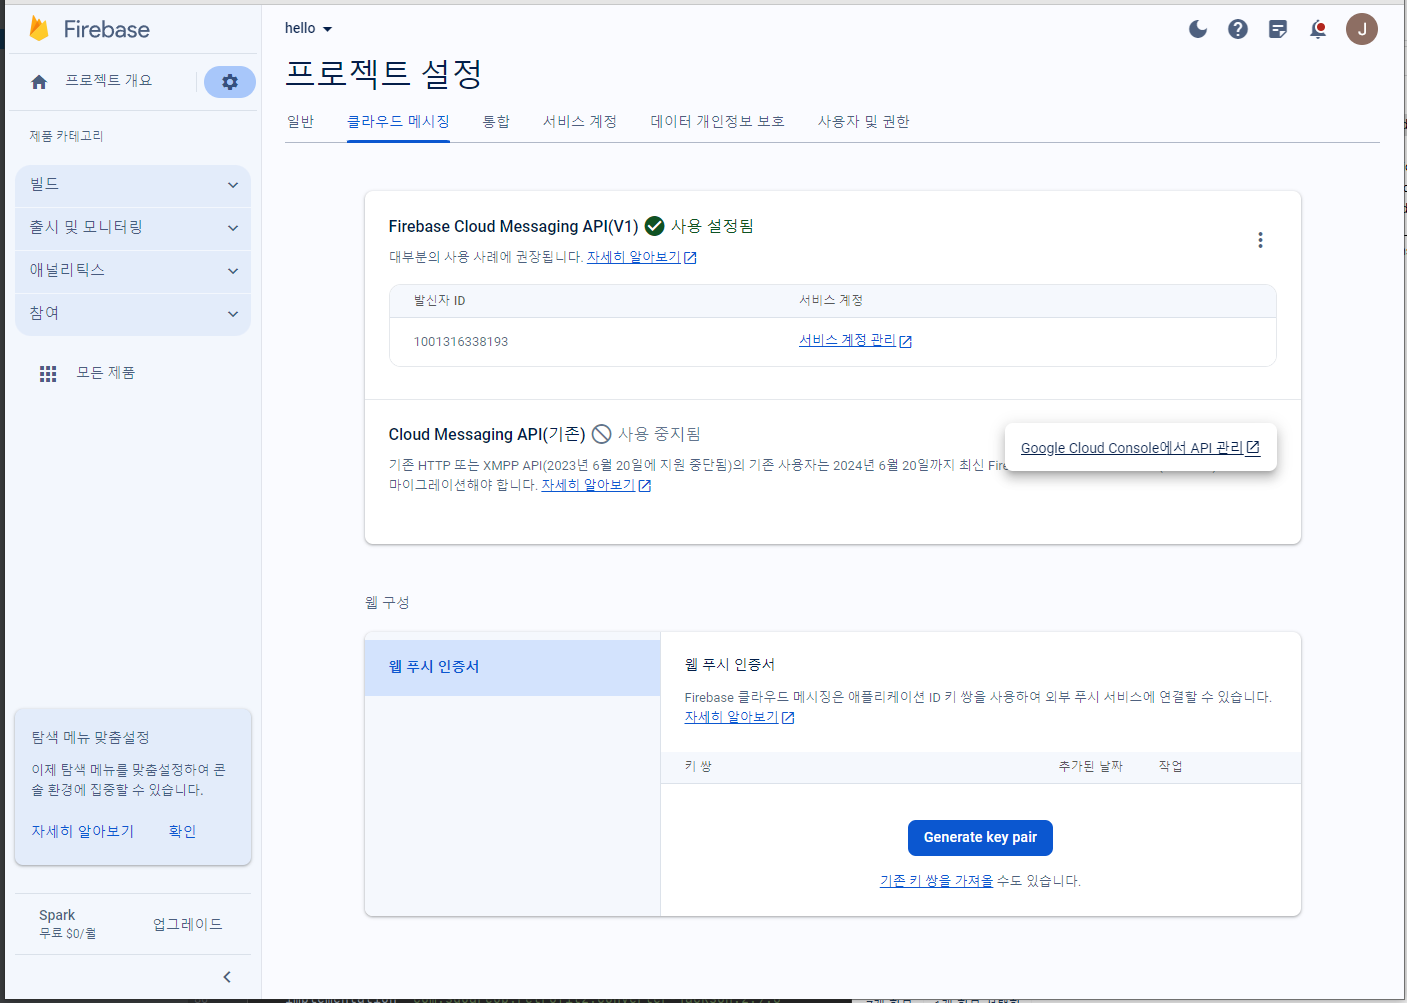 Firebase
hello
J
프로젝트 개요
프로젝트 설정
일반
클라우드 메시징
통합
서비스 계정
데이터 개인정보 보호
사용자 및 권한
제품 카테고리
빌드
출시 및 모니터링
애널리틱스
참여
모든 제품
Firebase Cloud Messaging API(V1) 사용 설정됨
대부분의 사용 사례에 권장됩니다. 자세히 알아보기
발신자 ID
서비스 계정
1001316338193
서비스 계정 관리
Cloud Messaging API(기존) 사용 중지됨
Google Cloud Console에서 API 관리
기존 HTTP 또는 XMPP API(2023년 6월 20일에 지원 중단됨)의 기존 사용자는 2024년 6월 20일까지 최신
마이그레이션해야 합니다. 자세히 알아보기
웹 구성
웹 푸시 인증서
웹 푸시 인증서
Firebase 클라우드 메시징은 애플리케이션 ID 키 쌍을 사용하여 외부 푸시 서비스에 연결할 수 있습니다.
자세히 알아보기
키 쌍
추가된 날짜
작업
Generate key pair
기존 키 쌍을 가져올 수도 있습니다.
탐색 메뉴 맞춤설정
이제 탐색 메뉴를 맞춤설정하여 콘
솔 환경에 집중할 수 있습니다.
자세히 알아보기
확인
Spark
무료 $0/월
업그레이드